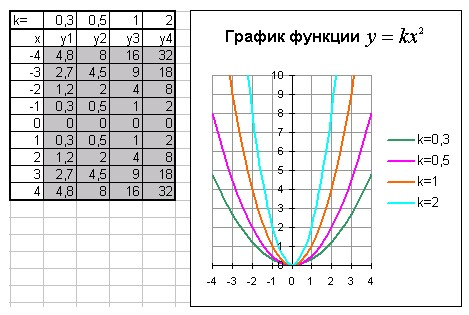 k= 0,3 0,5 1 2
x y1 y2 y3 y4
-4 4,8 8 16 32
-3 2,7 4,5 9 18
-2 1,2 2 4 8
-1 0,3 0,5 1 2
0 0 0 0 0
1 0,3 0,5 1 2
2 1,2 2 4 8
3 2,7 4,5 9 18
4 4,8 8 16 32
График функции y = kx²
10
9
8
7
6
5
4
3
2
1
0
-4 -3 -2 -1 0 1 2 3 4
k=0,3
k=0,5
k=1
k=2